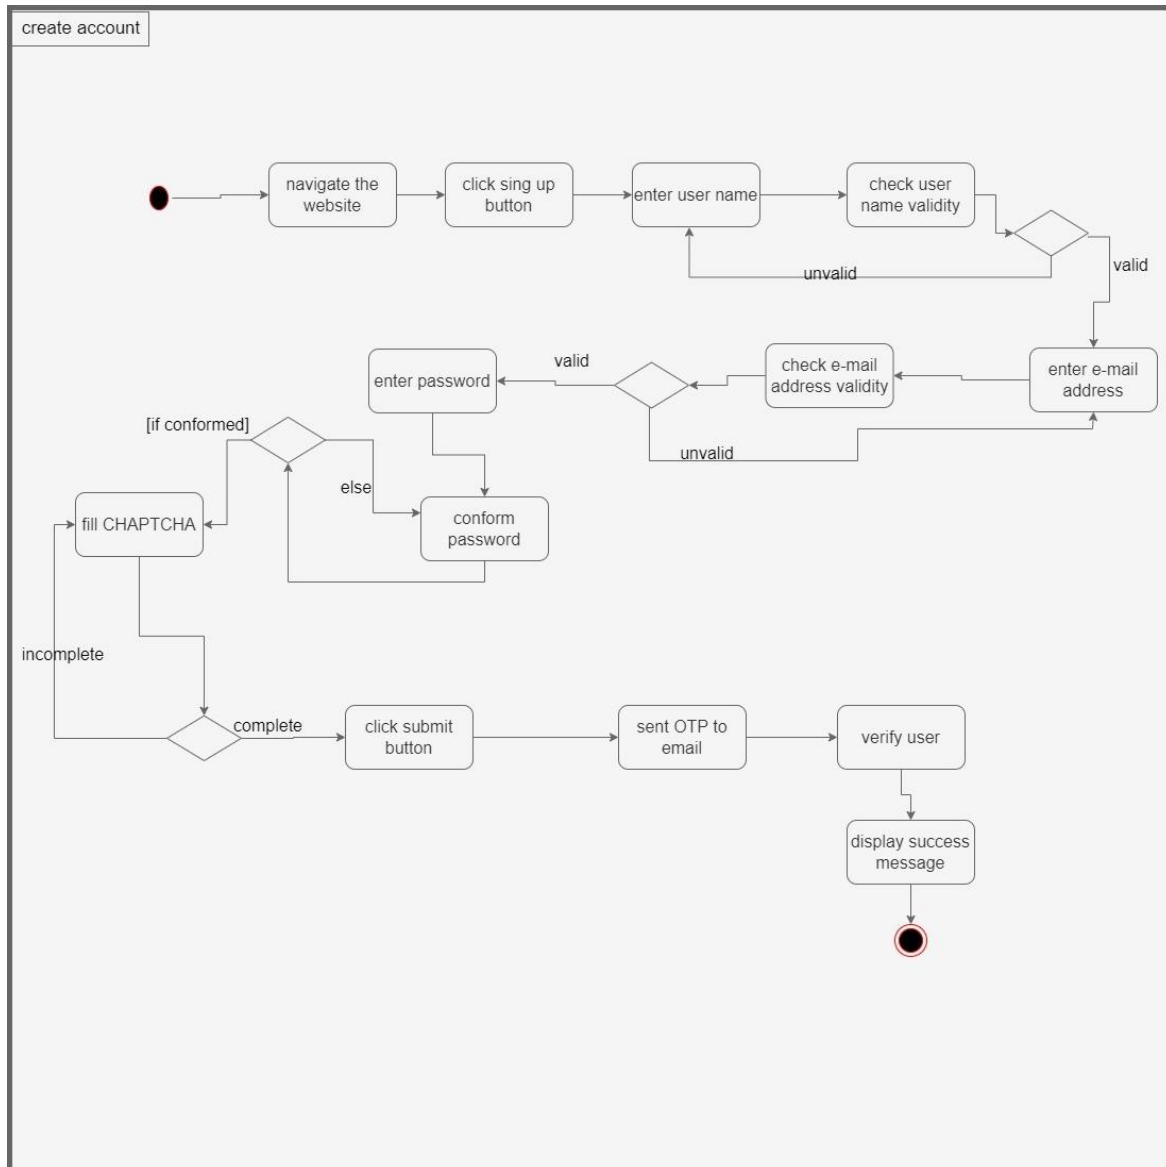 create account
navigate the
website
click sing up
button
enter user name
check user
name validity
unvalid
valid
enter e-mail
address
check e-mail
address validity
valid
unvalid
enter password
[if conformed]
else
conform
password
fill CHAPTCHA
incomplete
complete
click submit
button
sent OTP to
email
verify user
display success
message